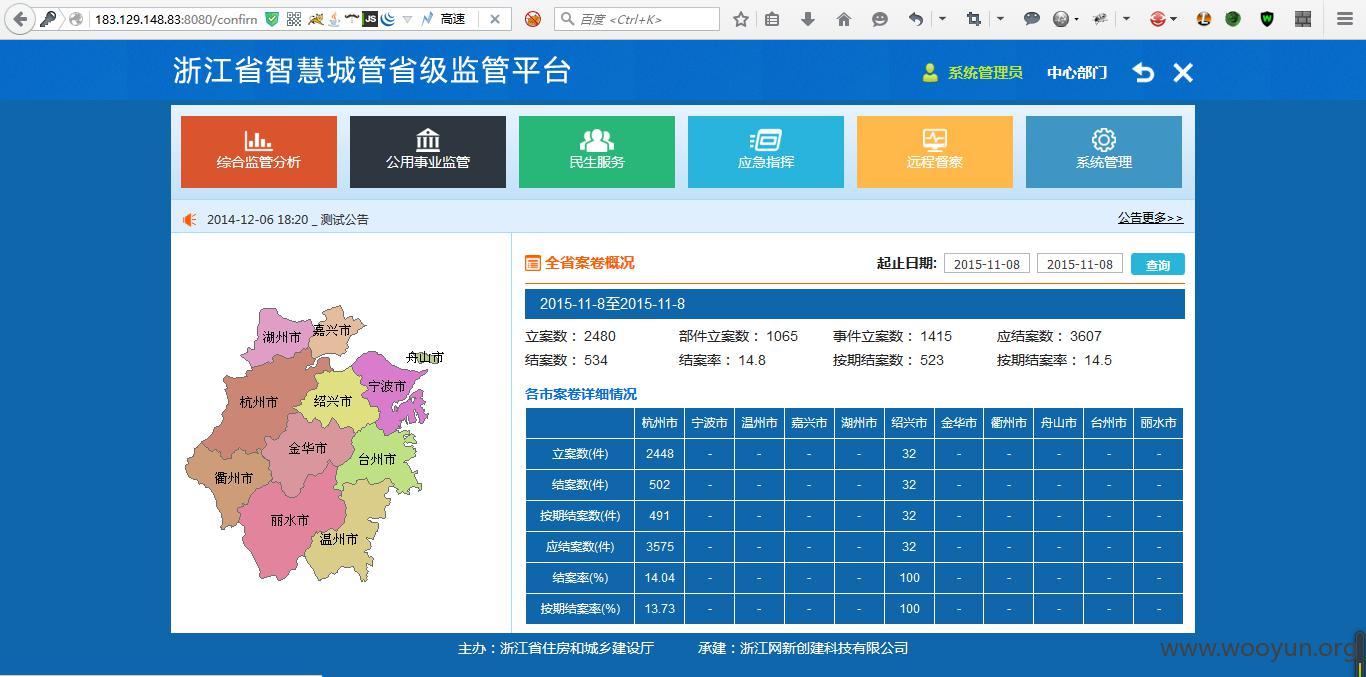 183.129.148.83:8080/confirm
JS
高速
百度 <Ctrl+K>
浙江省智慧城管省级监管平台
系统管理员
中心部门
综合监管分析
公用事业监管
民生服务
应急指挥
远程督察
系统管理
2014-12-06 18:20 _ 测试公告
公告更多>>
湖州市
嘉兴市
舟山市
杭州市
绍兴市
宁波市
金华市
台州市
衢州市
丽水市
温州市
全省案卷概况
起止日期: 2015-11-08 2015-11-08 查询
2015-11-8至2015-11-8
立案数： 2480 部件立案数： 1065 事件立案数： 1415 应结案数： 3607
结案数： 534 结案率： 14.8 按期结案数： 523 按期结案率： 14.5
各市案卷详细情况
杭州市 宁波市 温州市 嘉兴市 湖州市 绍兴市 金华市 衢州市 舟山市 台州市 丽水市
立案数(件) 2448 - - - - 32 - - - - -
结案数(件) 502 - - - - 32 - - - - -
按期结案数(件) 491 - - - - 32 - - - - -
应结案数(件) 3575 - - - - 32 - - - - -
结案率(%) 14.04 - - - - 100 - - - - -
按期结案率(%) 13.73 - - - - 100 - - - - -
主办：浙江省住房和城乡建设厅 承建：浙江网新创建科技有限公司
www.wooyun.org